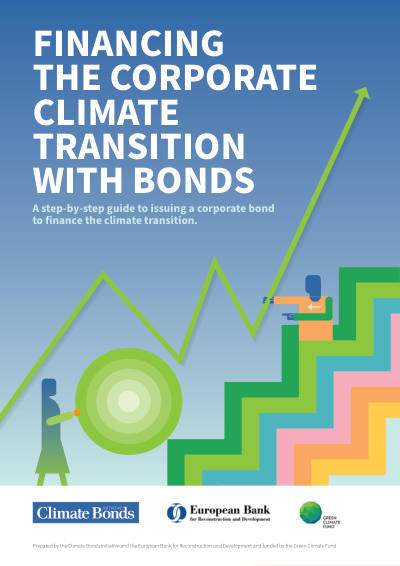 FINANCING
THE CORPORATE
CLIMATE
TRANSITION
WITH BONDS
A step-by-step guide to issuing a corporate bond
to finance the climate transition.
Climate Bonds
European Bank
for Reconstruction and Development
GREEN
CLIMATE
FUND
Prepared by the Climate Bonds Initiative and the European Bank for Reconstruction and Development and funded by the Green Climate Fund